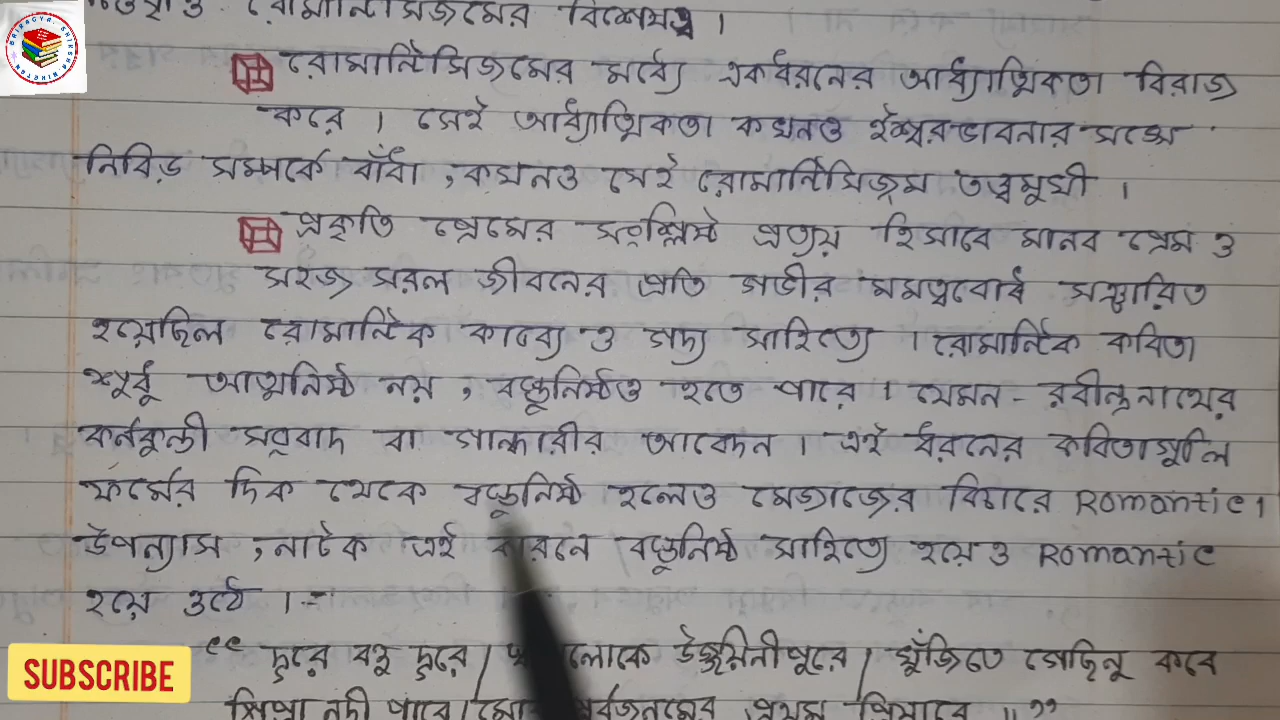 রোমান্টিসিজমের বিশেষত্ব ।
রোমান্টিসিজমের মধ্যে একধরনের আধ্যাত্মিকতা বিরাজ
করে । সেই আধ্যাত্মিকতা কখনও ঈশ্বরভাবনার সঙ্গে
নিবিড় সম্পর্কে বাঁধা , কখনও সেই রোমান্টিসিজম তত্ত্বমুখী ।
প্রকৃতি প্রেমের সংশ্লিষ্ট প্রত্যয় হিসাবে মানব প্রেম ও
সহজ সরল জীবনের প্রতি গভীর মমত্ববোধ সঞ্চারিত
হয়েছিল রোমান্টিক কাব্যে ও গদ্য সাহিত্যে । রোমান্টিক কবিতা
শুধু আত্মনিষ্ঠ নয় , বস্তুনিষ্ঠও হতে পারে । যেমন - রবীন্দ্রনাথের
কর্নকুন্তী সংবাদ বা গান্ধারীর আবেদন । এই ধরনের কবিতাগুলি
ফর্মের দিক থেকে বস্তুনিষ্ঠ হলেও মেজাজের বিচারে Romantic ।
উপন্যাস , নাটক এই কারনে বস্তুনিষ্ঠ সাহিত্যে হয়েও Romantic
হয়ে ওঠে । :-
“ দূরে বহু দূরে / উজ্জয়িনীপুরে / খুঁজিতে গেছিনু কবে
শিপ্রা নদী পারে / প্রথম প্রিয়ারে ।। ”
SUBSCRIBE